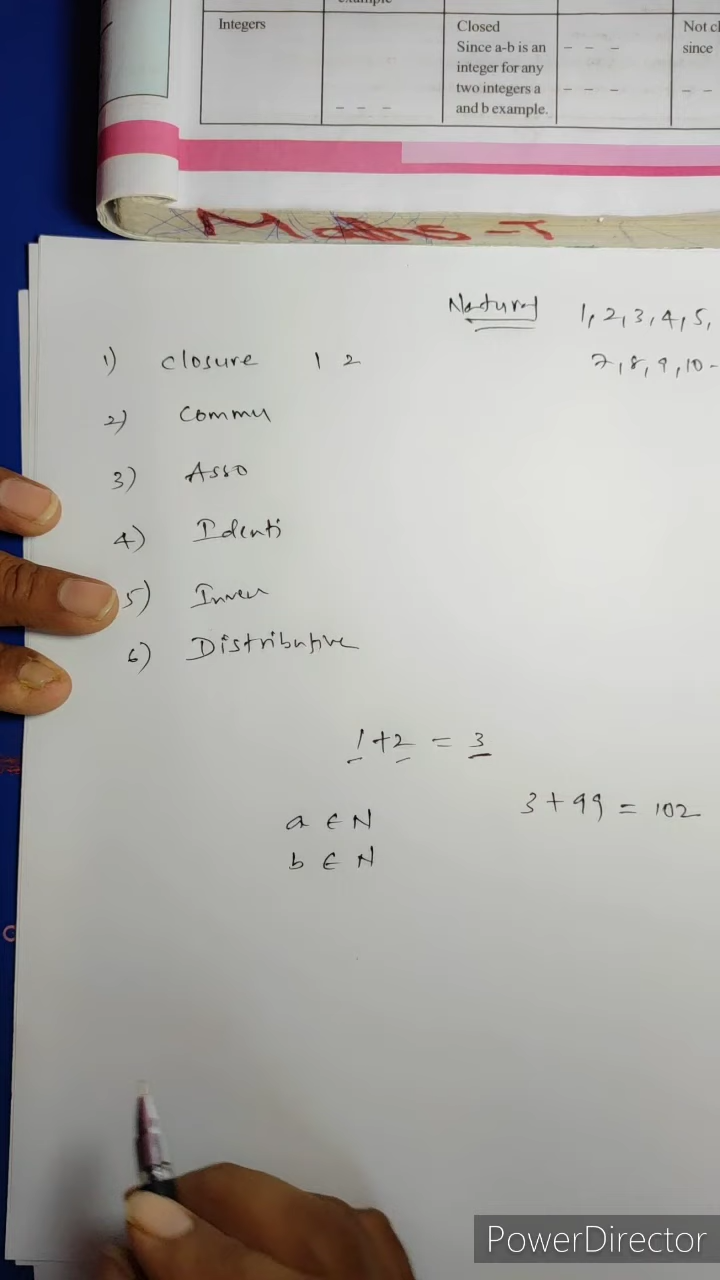 example
Integers
Closed
Since a-b is an
integer for any
two integers a
and b example.
- - -
- - -
- - -
Not cl
since
- -
Maths - I
Natural 1, 2, 3, 4, 5,
7, 8, 9, 10 -
1) closure 1 2
2) Commu
3) Asso
4) Identi
5) Inver
6) Distributive
1 + 2 = 3
3 + 99 = 102
a ∈ N
b ∈ N
PowerDirector